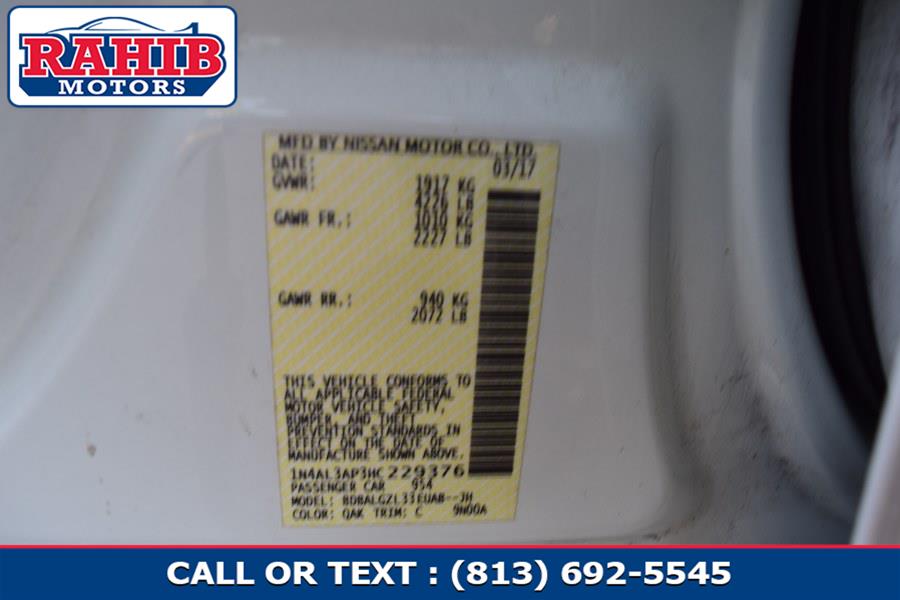 RAHIB
MOTORS
MFD BY NISSAN MOTOR CO., LTD.
DATE: 03/17
GVWR: 1917 KG
4226 LB
GAWR FR.: 1010 KG
2227 LB
GAWR RR.: 940 KG
2072 LB
THIS VEHICLE CONFORMS TO
ALL APPLICABLE FEDERAL
MOTOR VEHICLE SAFETY,
BUMPER, AND THEFT
PREVENTION STANDARDS IN
EFFECT ON THE DATE OF
MANUFACTURE SHOWN ABOVE.
1N4AL3AP3HC229376
PASSENGER CAR 954
MODEL: BDBALGZL33EUAB--JH
COLOR: QAK TRIM: C 9N00A
CALL OR TEXT : (813) 692-5545